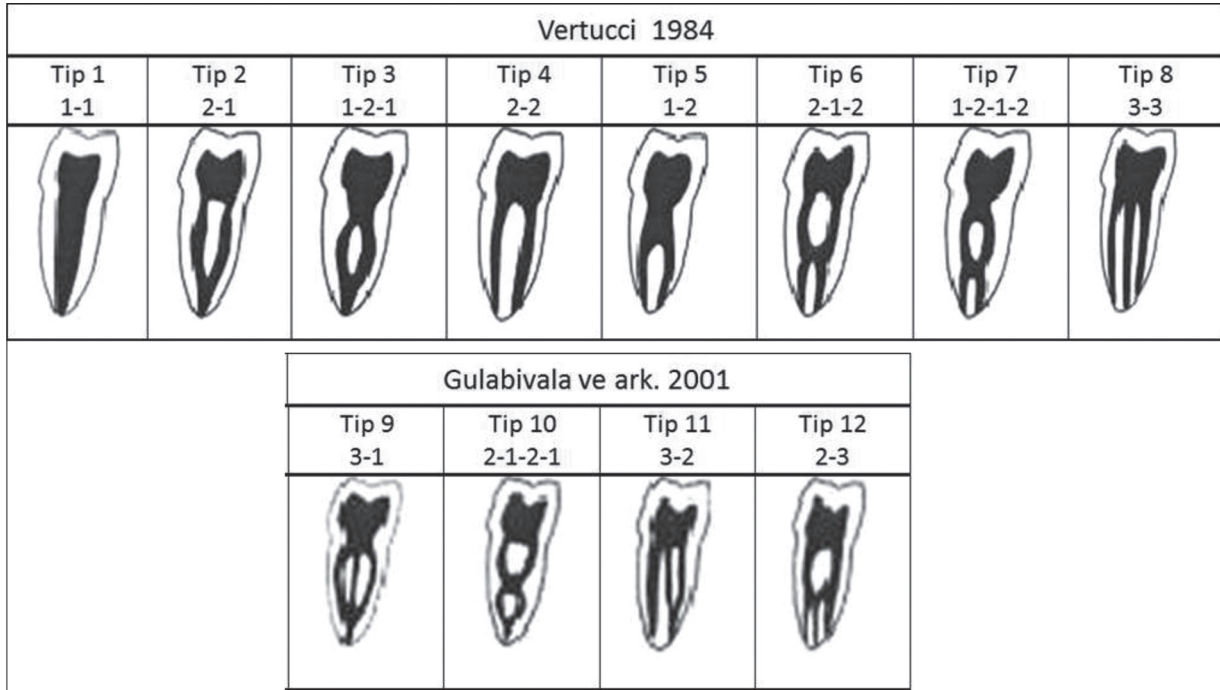 Vertucci 1984
Tip 1 Tip 2 Tip 3 Tip 4 Tip 5 Tip 6 Tip 7 Tip 8
1-1 2-1 1-2-1 2-2 1-2 2-1-2 1-2-1-2 3-3
Gulabivala ve ark. 2001
Tip 9 Tip 10 Tip 11 Tip 12
3-1 2-1-2-1 3-2 2-3